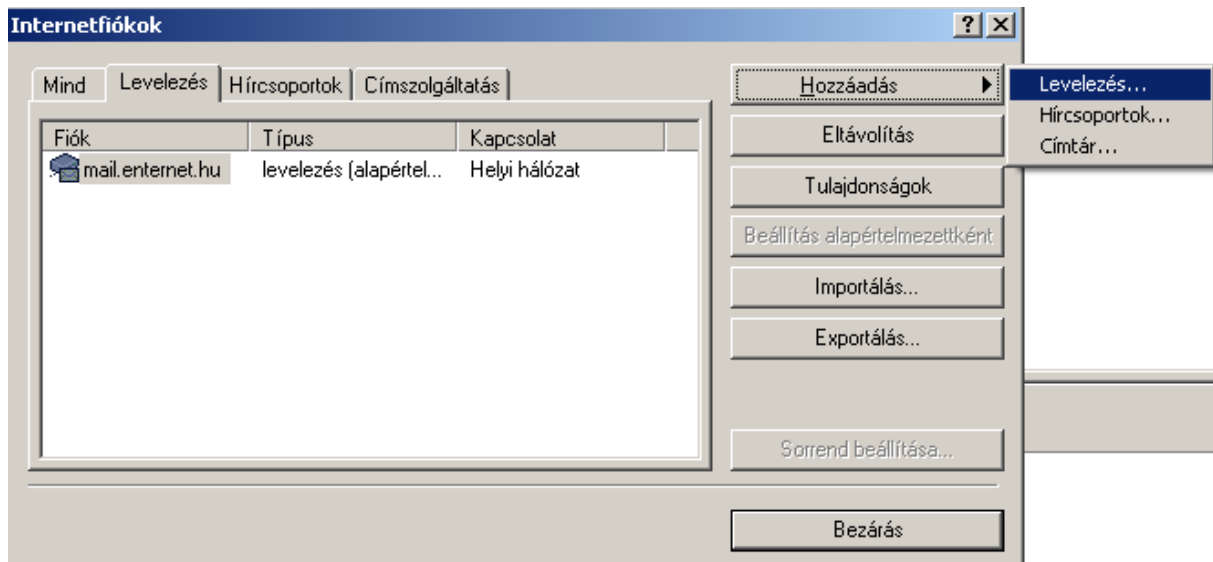 Internetfiókok
Mind Levelezés Hírcsoportok Címszolgáltatás
Fiók Típus Kapcsolat
mail.enternet.hu levelezés (alapértel... Helyi hálózat
Hozzáadás
Eltávolítás
Tulajdonságok
Beállítás alapértelmezettként
Importálás...
Exportálás...
Sorrend beállítása...
Bezárás
Levelezés...
Hírcsoportok...
Címtár...